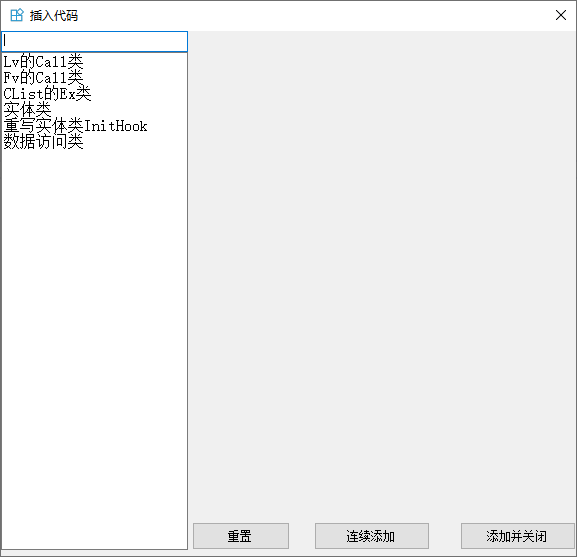 插入代码
Lv的Call类
Fv的Call类
CList的Ex类
实体类
重写实体类InitHook
数据访问类
重置
连续添加
添加并关闭